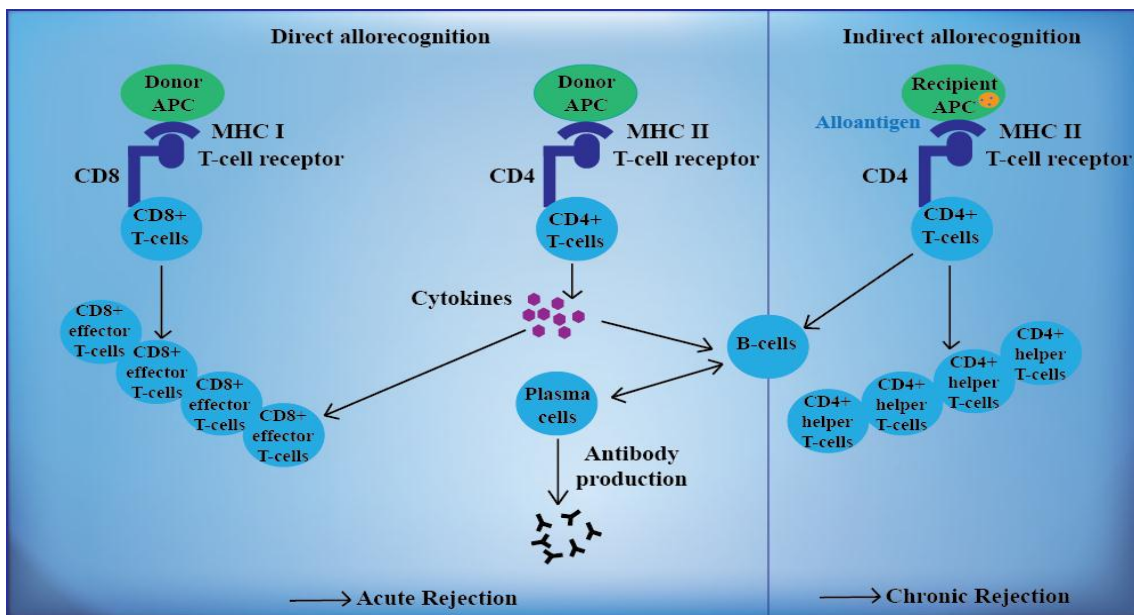 Direct allorecognition
Indirect allorecognition
Donor
APC
MHC I
T-cell receptor
CD8
CD8+
T-cells
CD8+
effector
T-cells
CD8+
effector
T-cells
CD8+
effector
T-cells
CD8+
effector
T-cells
Donor
APC
MHC II
T-cell receptor
CD4
CD4+
T-cells
Cytokines
B-cells
Plasma
cells
Antibody
production
Recipient
APC
Alloantigen
MHC II
T-cell receptor
CD4
CD4+
T-cells
CD4+
helper
T-cells
CD4+
helper
T-cells
CD4+
helper
T-cells
CD4+
helper
T-cells
Acute Rejection
Chronic Rejection